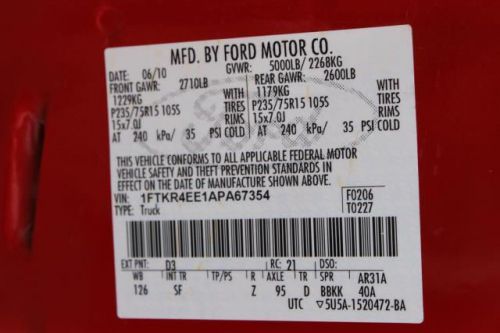 MFD. BY FORD MOTOR CO.
DATE 06/10 GVWR: 5000LB/ 2268KG
FRONT GAWR: 2710LB REAR GAWR: 2600LB
1229KG WITH 1179KG WITH
P235/75R15 105S TIRES P235/75R15 105S TIRES
15x7.0J RIMS 15x7.0J RIMS
AT 240 kPa/ 35 PSI COLD AT 240 kPa/ 35 PSI COLD
THIS VEHICLE CONFORMS TO ALL APPLICABLE FEDERAL MOTOR
VEHICLE SAFETY AND THEFT PREVENTION STANDARDS IN
EFFECT ON THE DATE OF MANUFACTURE SHOWN ABOVE.
VIN: 1FTKR4EE1APA67354 F0206
TYPE: Truck T0227
EXT PNT: D3 RC: 21 DSO:
WB INT TR TP/PS R AXLE TR SPR AR31A
126 SF Z 95 D BBKK 40A
UTC 5U5A-1520472-BA